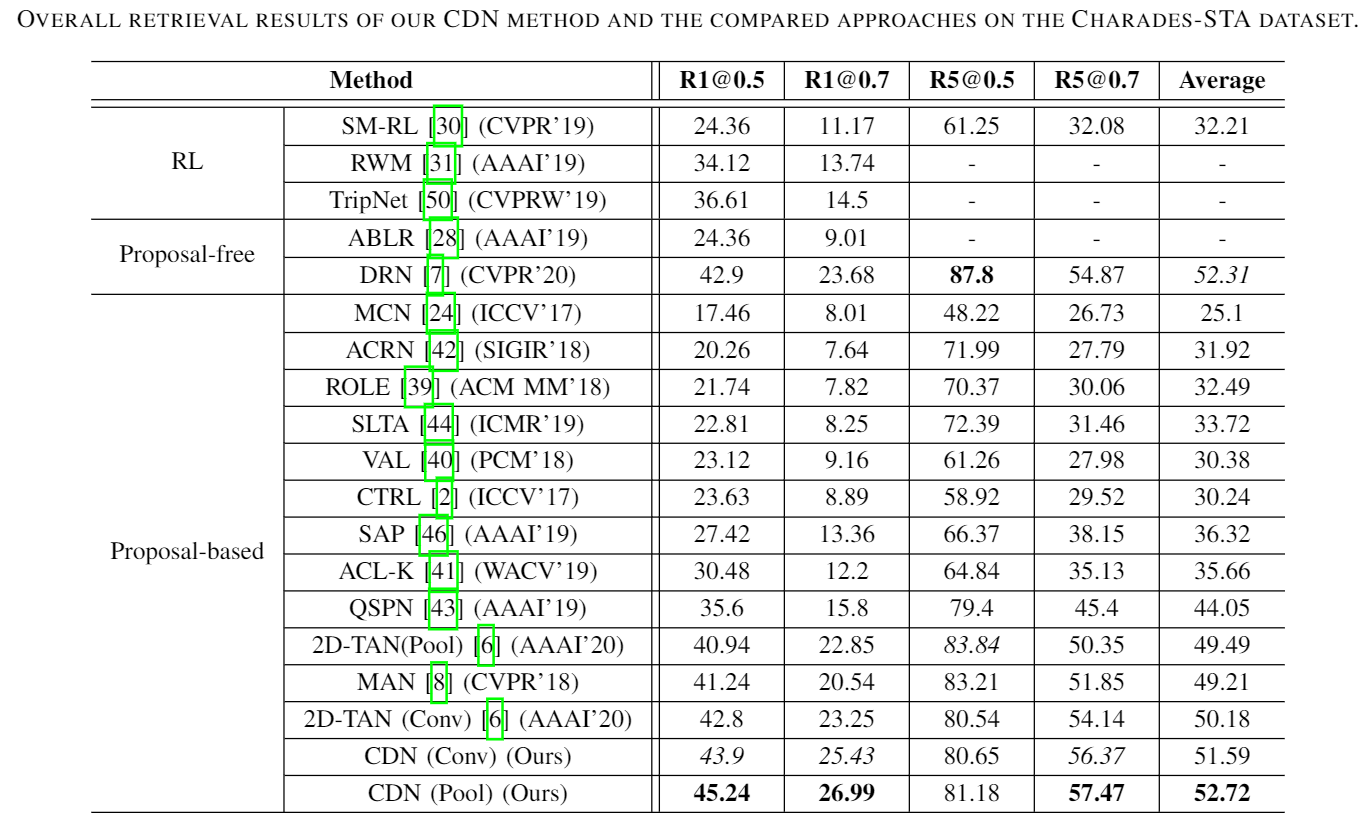 OVERALL RETRIEVAL RESULTS OF OUR CDN METHOD AND THE COMPARED APPROACHES ON THE CHARADES-STA DATASET.
Method R1@0.5 R1@0.7 R5@0.5 R5@0.7 Average
RL
SM-RL [30] (CVPR'19) 24.36 11.17 61.25 32.08 32.21
RWM [31] (AAAI'19) 34.12 13.74 - - -
TripNet [50] (CVPRW'19) 36.61 14.5 - - -
Proposal-free
ABLR [28] (AAAI'19) 24.36 9.01 - - -
DRN [7] (CVPR'20) 42.9 23.68 87.8 54.87 52.31
Proposal-based
MCN [24] (ICCV'17) 17.46 8.01 48.22 26.73 25.1
ACRN [42] (SIGIR'18) 20.26 7.64 71.99 27.79 31.92
ROLE [39] (ACM MM'18) 21.74 7.82 70.37 30.06 32.49
SLTA [44] (ICMR'19) 22.81 8.25 72.39 31.46 33.72
VAL [40] (PCM'18) 23.12 9.16 61.26 27.98 30.38
CTRL [2] (ICCV'17) 23.63 8.89 58.92 29.52 30.24
SAP [46] (AAAI'19) 27.42 13.36 66.37 38.15 36.32
ACL-K [41] (WACV'19) 30.48 12.2 64.84 35.13 35.66
QSPN [43] (AAAI'19) 35.6 15.8 79.4 45.4 44.05
2D-TAN(Pool) [6] (AAAI'20) 40.94 22.85 83.84 50.35 49.49
MAN [8] (CVPR'18) 41.24 20.54 83.21 51.85 49.21
2D-TAN (Conv) [6] (AAAI'20) 42.8 23.25 80.54 54.14 50.18
CDN (Conv) (Ours) 43.9 25.43 80.65 56.37 51.59
CDN (Pool) (Ours) 45.24 26.99 81.18 57.47 52.72